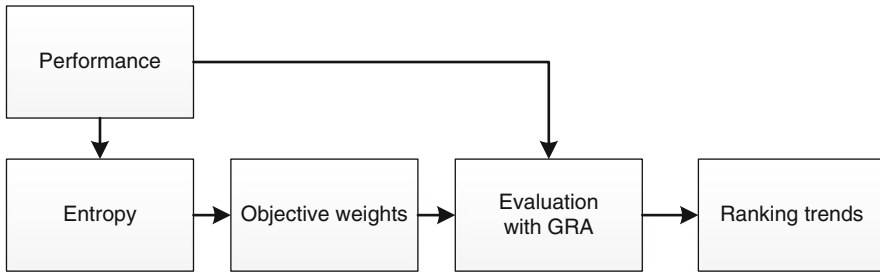 Performance
Entropy
Objective weights
Evaluation
with GRA
Ranking trends